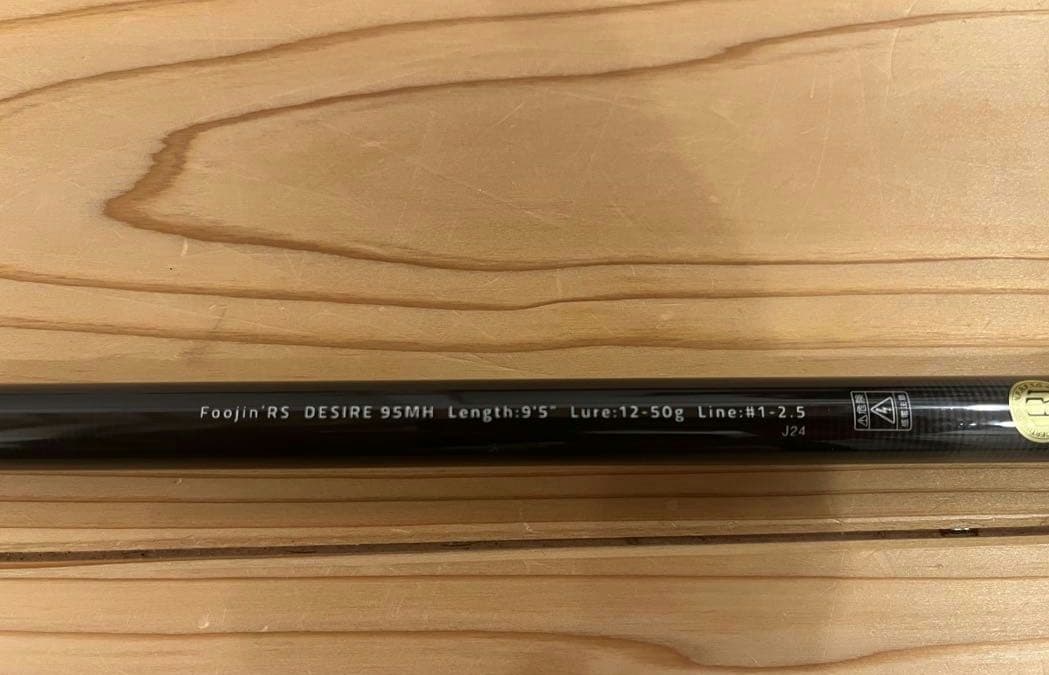 Foojin'RS DESIRE 95MH Length:9'5" Lure:12-50g Line:#1-2.5
J24